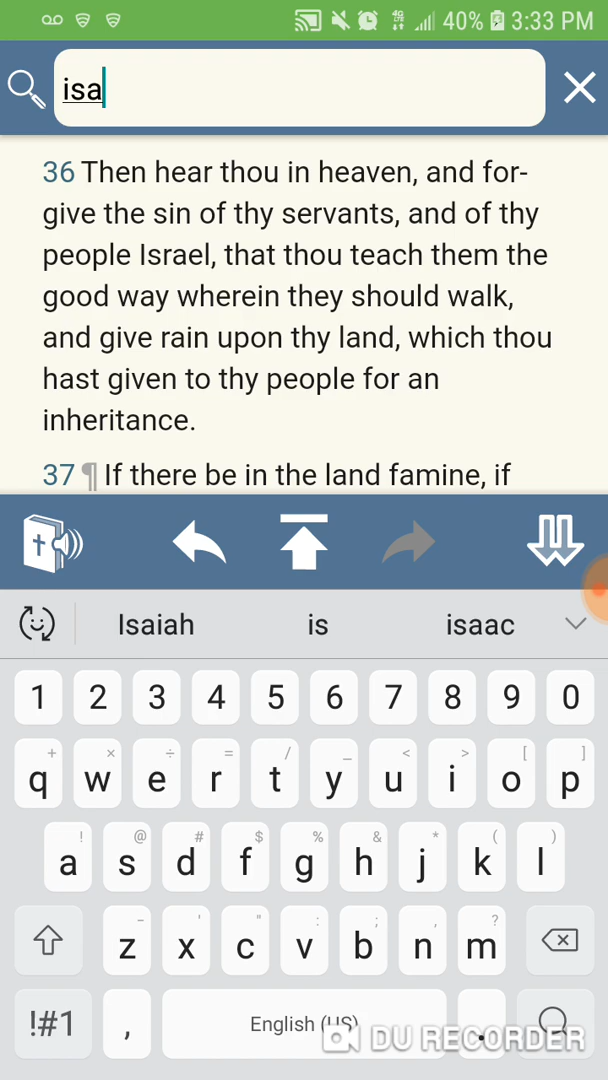 40% 3:33 PM
isa
36 Then hear thou in heaven, and for-
give the sin of thy servants, and of thy
people Israel, that thou teach them the
good way wherein they should walk,
and give rain upon thy land, which thou
hast given to thy people for an
inheritance.
37 ¶ If there be in the land famine, if
Isaiah is isaac
1 2 3 4 5 6 7 8 9 0
+ × ÷ = / _ < > [ ]
q w e r t y u i o p
! @ # $ % & * ( )
a s d f g h j k l
- ' " : ; , ?
z x c v b n m
!#1 , English (US) .
DU RECORDER